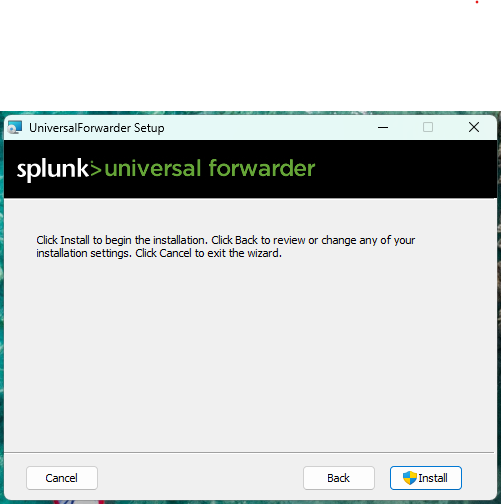 UniversalForwarder Setup
splunk>universal forwarder
Click Install to begin the installation. Click Back to review or change any of your
installation settings. Click Cancel to exit the wizard.
Cancel Back Install